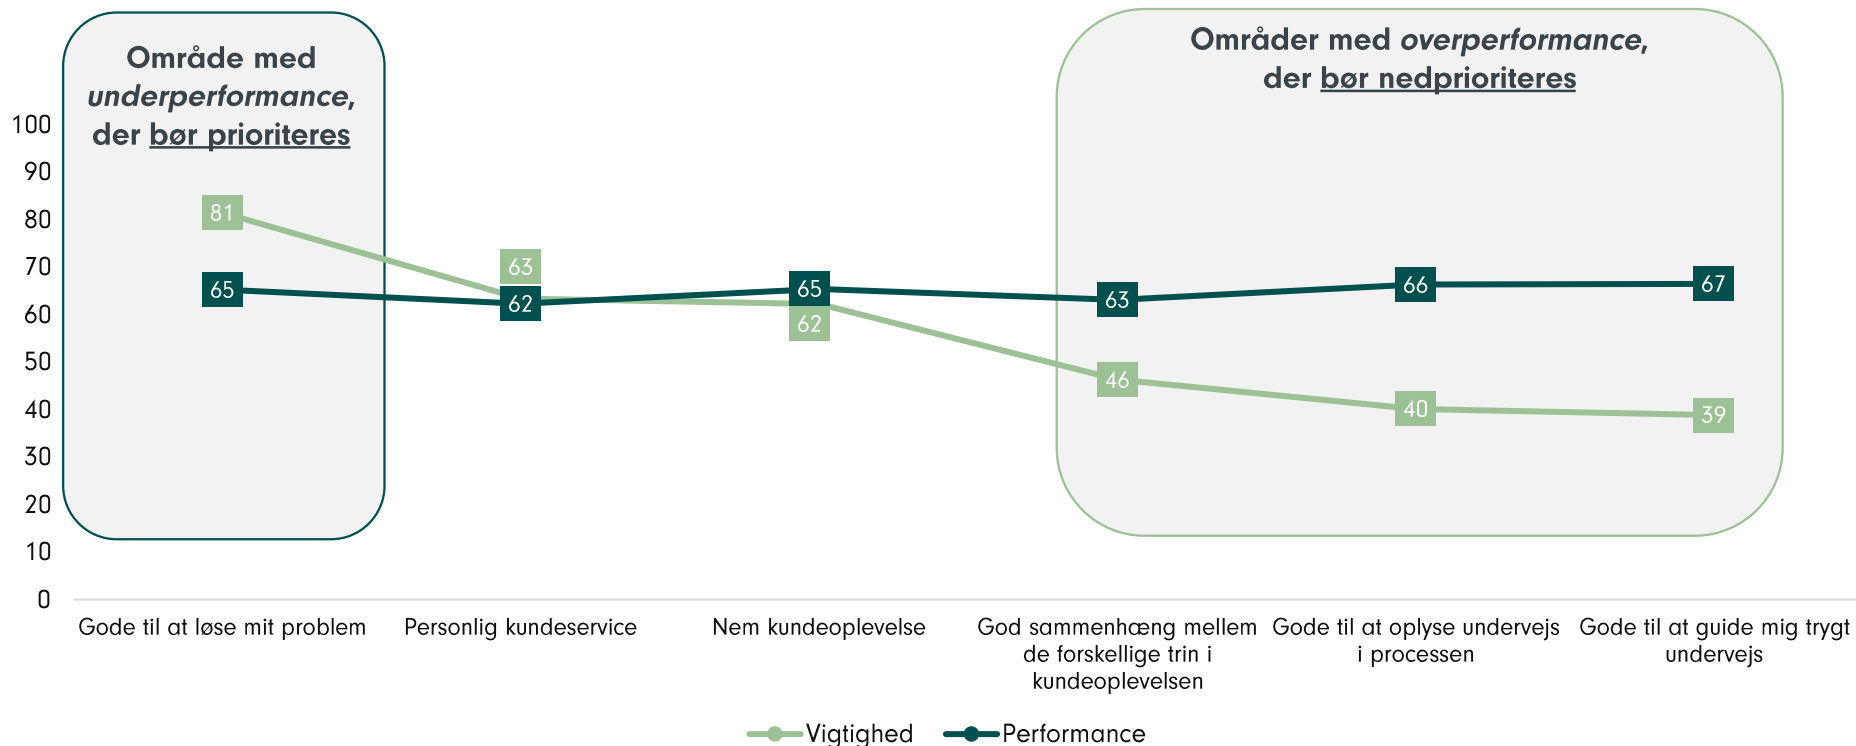 Område med
underperformance,
der bør prioriteres
Områder med overperformance,
der bør nedprioriteres
100
90
80
70
60
50
40
30
20
10
0
81
63
62
46
40
39
65
62
65
63
66
67
Gode til at løse mit problem
Personlig kundeservice
Nem kundeoplevelse
God sammenhæng mellem
de forskellige trin i
kundeoplevelsen
Gode til at oplyse undervejs
i processen
Gode til at guide mig trygt
undervejs
Vigtighed
Performance